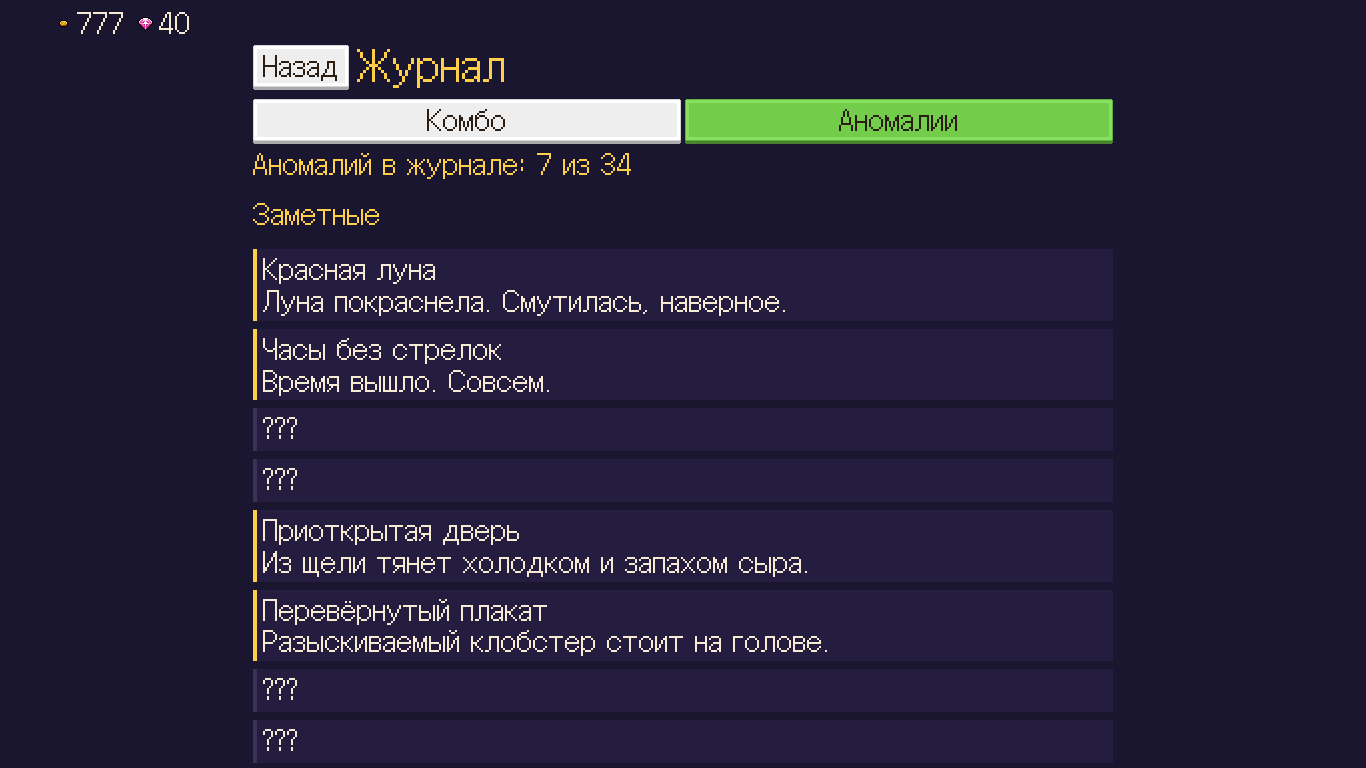 777 40
Назад Журнал
Комбо Аномалии
Аномалий в журнале: 7 из 34
Заметные
Красная луна
Луна покраснела. Смутилась, наверное.
Часы без стрелок
Время вышло. Совсем.
???
???
Приоткрытая дверь
Из щели тянет холодком и запахом сыра.
Перевёрнутый плакат
Разыскиваемый клобстер стоит на голове.
???
???